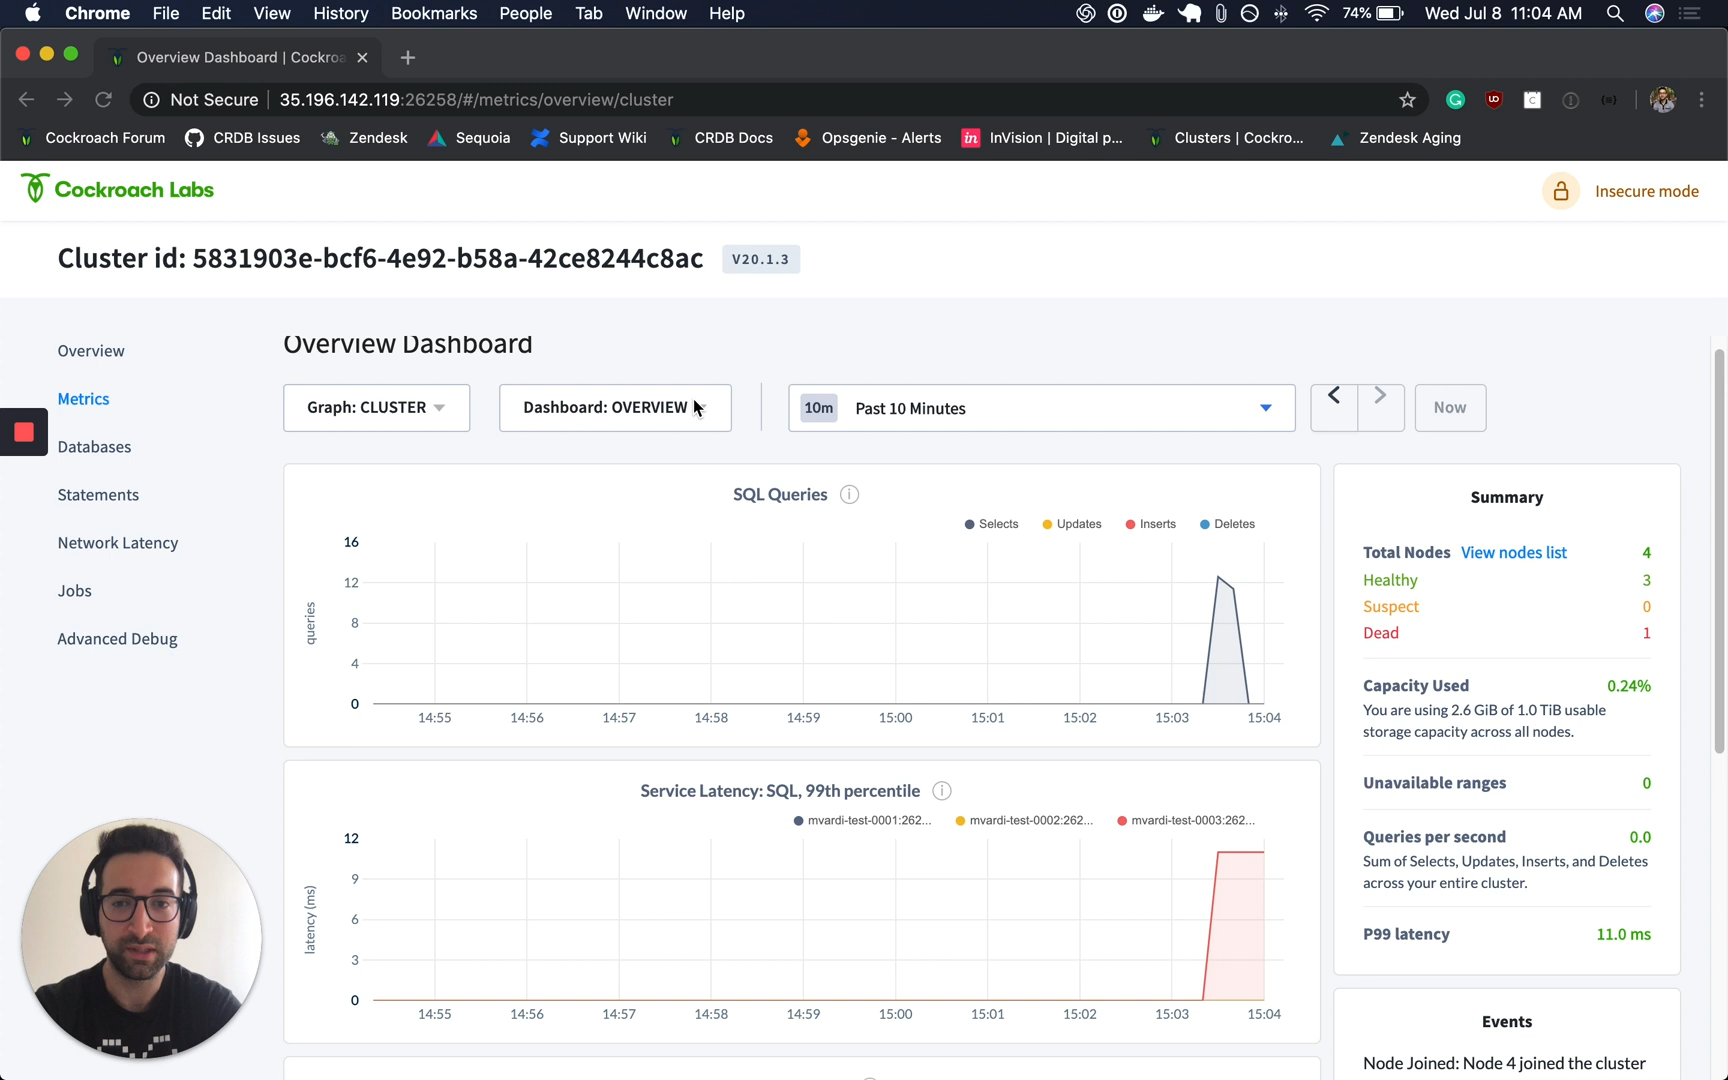 Chrome File Edit View History Bookmarks People Tab Window Help 74% Wed Jul 8 11:04 AM
Overview Dashboard | Cockroa
Not Secure 35.196.142.119:26258/#/metrics/overview/cluster
Cockroach Forum CRDB Issues Zendesk Sequoia Support Wiki CRDB Docs Opsgenie - Alerts in InVision | Digital p... Clusters | Cockro... Zendesk Aging
Cockroach Labs
Insecure mode
Cluster id: 5831903e-bcf6-4e92-b58a-42ce8244c8ac V20.1.3
Overview
Metrics
Databases
Statements
Network Latency
Jobs
Advanced Debug
Overview Dashboard
Graph: CLUSTER Dashboard: OVERVIEW 10m Past 10 Minutes Now
SQL Queries
Selects Updates Inserts Deletes
16
12
8
4
0
queries
14:55 14:56 14:57 14:58 14:59 15:00 15:01 15:02 15:03 15:04
Service Latency: SQL, 99th percentile
mvardi-test-0001:262... mvardi-test-0002:262... mvardi-test-0003:262...
12
9
6
3
0
latency (ms)
14:55 14:56 14:57 14:58 14:59 15:00 15:01 15:02 15:03 15:04
Summary
Total Nodes View nodes list 4
Healthy 3
Suspect 0
Dead 1
Capacity Used 0.24%
You are using 2.6 GiB of 1.0 TiB usable
storage capacity across all nodes.
Unavailable ranges 0
Queries per second 0.0
Sum of Selects, Updates, Inserts, and Deletes
across your entire cluster.
P99 latency 11.0 ms
Events
Node Joined: Node 4 joined the cluster